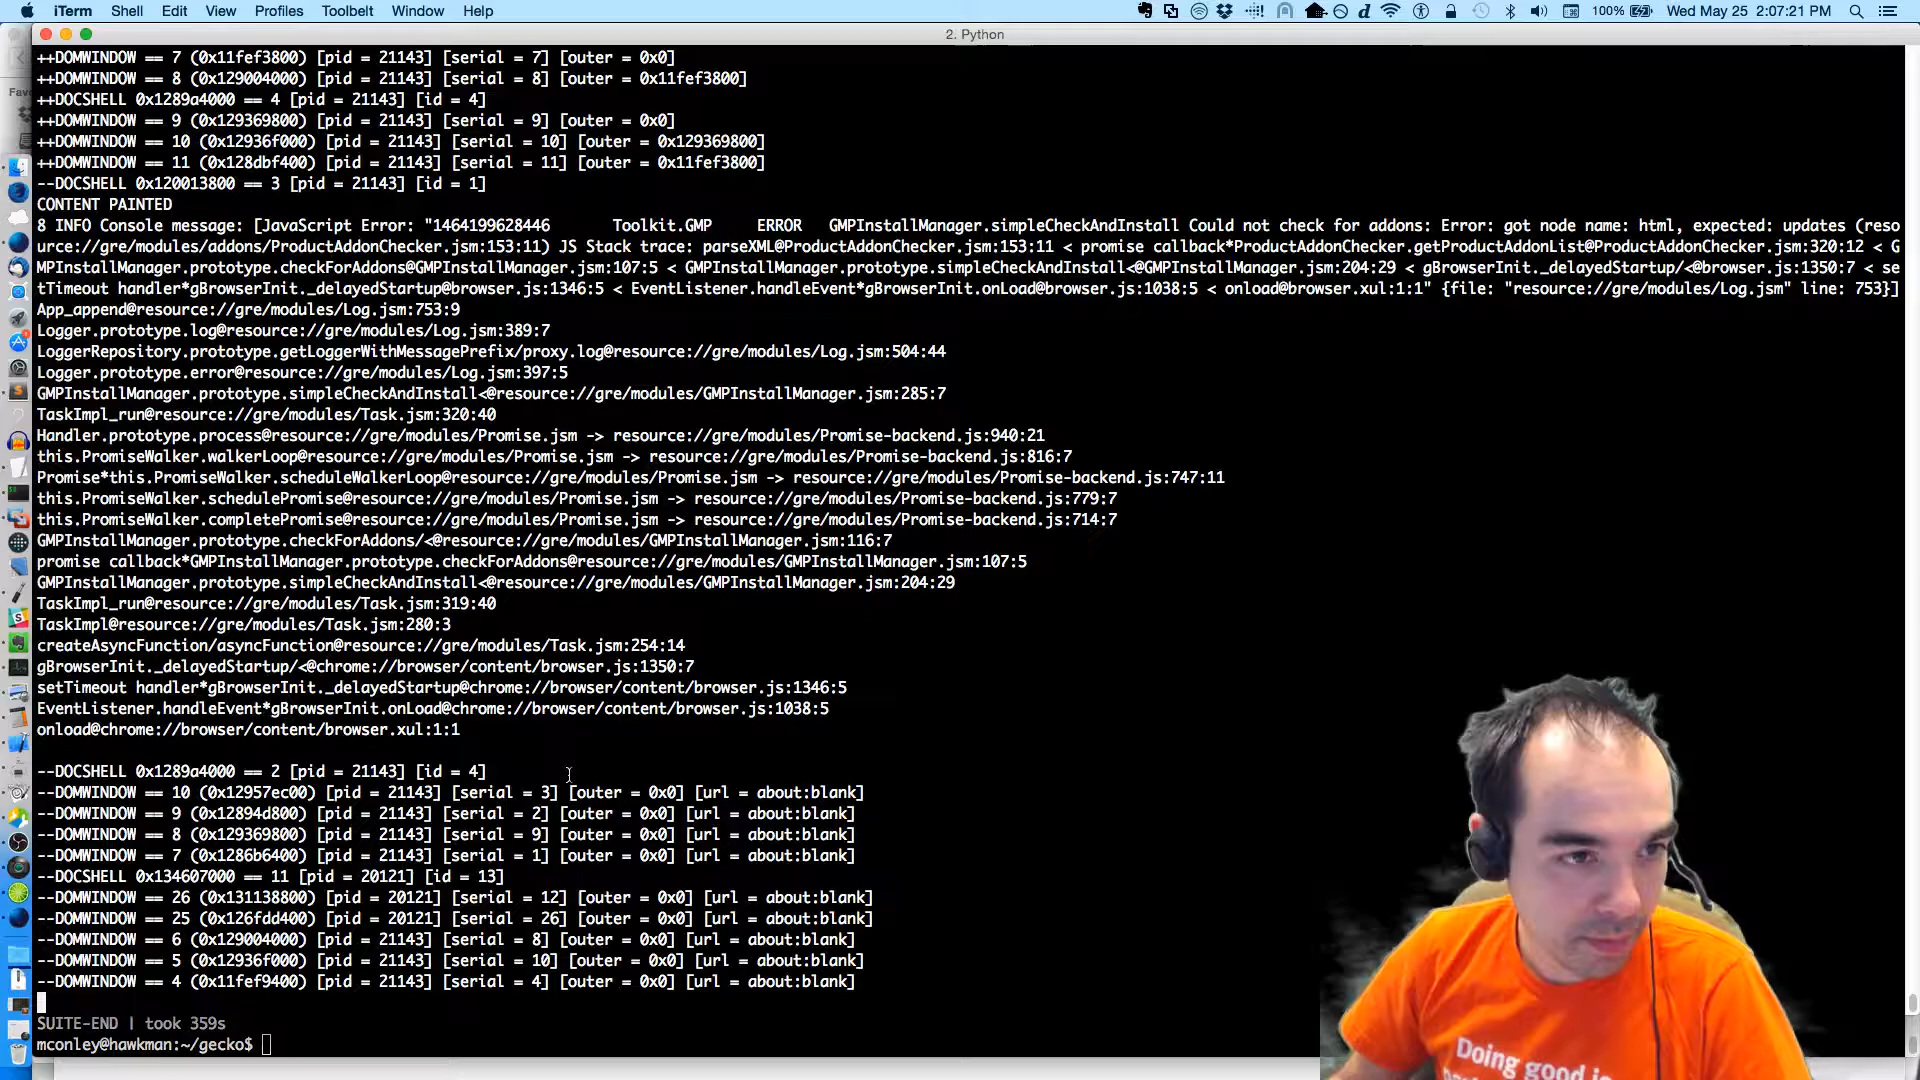 iTerm Shell Edit View Profiles Toolbelt Window Help 100% Wed May 25 2:07:21 PM
2. Python
Fav
++DOMWINDOW == 7 (0x11fef3800) [pid = 21143] [serial = 7] [outer = 0x0]
++DOMWINDOW == 8 (0x129004000) [pid = 21143] [serial = 8] [outer = 0x11fef3800]
++DOCSHELL 0x1289a4000 == 4 [pid = 21143] [id = 4]
++DOMWINDOW == 9 (0x129369800) [pid = 21143] [serial = 9] [outer = 0x0]
++DOMWINDOW == 10 (0x12936f000) [pid = 21143] [serial = 10] [outer = 0x129369800]
++DOMWINDOW == 11 (0x128dbf400) [pid = 21143] [serial = 11] [outer = 0x11fef3800]
--DOCSHELL 0x120013800 == 3 [pid = 21143] [id = 1]
CONTENT PAINTED
8 INFO Console message: [JavaScript Error: "1464199628446 Toolkit.GMP ERROR GMPInstallManager.simpleCheckAndInstall Could not check for addons: Error: got node name: html, expected: updates (reso
urce://gre/modules/addons/ProductAddonChecker.jsm:153:11) JS Stack trace: parseXML@ProductAddonChecker.jsm:153:11 < promise callback*ProductAddonChecker.getProductAddonList@ProductAddonChecker.jsm:320:12 < G
MPInstallManager.prototype.checkForAddons@GMPInstallManager.jsm:107:5 < GMPInstallManager.prototype.simpleCheckAndInstall<@GMPInstallManager.jsm:204:29 < gBrowserInit._delayedStartup/<@browser.js:1350:7 < se
tTimeout handler*gBrowserInit._delayedStartup@browser.js:1346:5 < EventListener.handleEvent*gBrowserInit.onLoad@browser.js:1038:5 < onload@browser.xul:1:1" {file: "resource://gre/modules/Log.jsm" line: 753}]
App_append@resource://gre/modules/Log.jsm:753:9
Logger.prototype.log@resource://gre/modules/Log.jsm:389:7
LoggerRepository.prototype.getLoggerWithMessagePrefix/proxy.log@resource://gre/modules/Log.jsm:504:44
Logger.prototype.error@resource://gre/modules/Log.jsm:397:5
GMPInstallManager.prototype.simpleCheckAndInstall<@resource://gre/modules/GMPInstallManager.jsm:285:7
TaskImpl_run@resource://gre/modules/Task.jsm:320:40
Handler.prototype.process@resource://gre/modules/Promise.jsm -> resource://gre/modules/Promise-backend.js:940:21
this.PromiseWalker.walkerLoop@resource://gre/modules/Promise.jsm -> resource://gre/modules/Promise-backend.js:816:7
Promise*this.PromiseWalker.scheduleWalkerLoop@resource://gre/modules/Promise.jsm -> resource://gre/modules/Promise-backend.js:747:11
this.PromiseWalker.schedulePromise@resource://gre/modules/Promise.jsm -> resource://gre/modules/Promise-backend.js:779:7
this.PromiseWalker.completePromise@resource://gre/modules/Promise.jsm -> resource://gre/modules/Promise-backend.js:714:7
GMPInstallManager.prototype.checkForAddons/<@resource://gre/modules/GMPInstallManager.jsm:116:7
promise callback*GMPInstallManager.prototype.checkForAddons@resource://gre/modules/GMPInstallManager.jsm:107:5
GMPInstallManager.prototype.simpleCheckAndInstall<@resource://gre/modules/GMPInstallManager.jsm:204:29
TaskImpl_run@resource://gre/modules/Task.jsm:319:40
TaskImpl@resource://gre/modules/Task.jsm:280:3
createAsyncFunction/asyncFunction@resource://gre/modules/Task.jsm:254:14
gBrowserInit._delayedStartup/<@chrome://browser/content/browser.js:1350:7
setTimeout handler*gBrowserInit._delayedStartup@chrome://browser/content/browser.js:1346:5
EventListener.handleEvent*gBrowserInit.onLoad@chrome://browser/content/browser.js:1038:5
onload@chrome://browser/content/browser.xul:1:1
--DOCSHELL 0x1289a4000 == 2 [pid = 21143] [id = 4]
--DOMWINDOW == 10 (0x12957ec00) [pid = 21143] [serial = 3] [outer = 0x0] [url = about:blank]
--DOMWINDOW == 9 (0x12894d800) [pid = 21143] [serial = 2] [outer = 0x0] [url = about:blank]
--DOMWINDOW == 8 (0x129369800) [pid = 21143] [serial = 9] [outer = 0x0] [url = about:blank]
--DOMWINDOW == 7 (0x1286b6400) [pid = 21143] [serial = 1] [outer = 0x0] [url = about:blank]
--DOCSHELL 0x134607000 == 11 [pid = 20121] [id = 13]
--DOMWINDOW == 26 (0x131138800) [pid = 20121] [serial = 12] [outer = 0x0] [url = about:blank]
--DOMWINDOW == 25 (0x126fdd400) [pid = 20121] [serial = 26] [outer = 0x0] [url = about:blank]
--DOMWINDOW == 6 (0x129004000) [pid = 21143] [serial = 8] [outer = 0x0] [url = about:blank]
--DOMWINDOW == 5 (0x12936f000) [pid = 21143] [serial = 10] [outer = 0x0] [url = about:blank]
--DOMWINDOW == 4 (0x11fef9400) [pid = 21143] [serial = 4] [outer = 0x0] [url = about:blank]
SUITE-END | took 359s
mconley@hawkman:~/gecko$
Doing good is